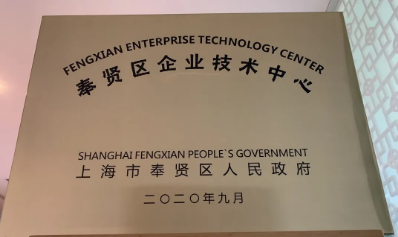 FENGXIAN ENTERPRISE TECHNOLOGY CENTER
奉贤区企业技术中心
SHANGHAI FENGXIAN PEOPLE`S GOVERNMENT
上海市奉贤区人民政府
二〇二〇年九月